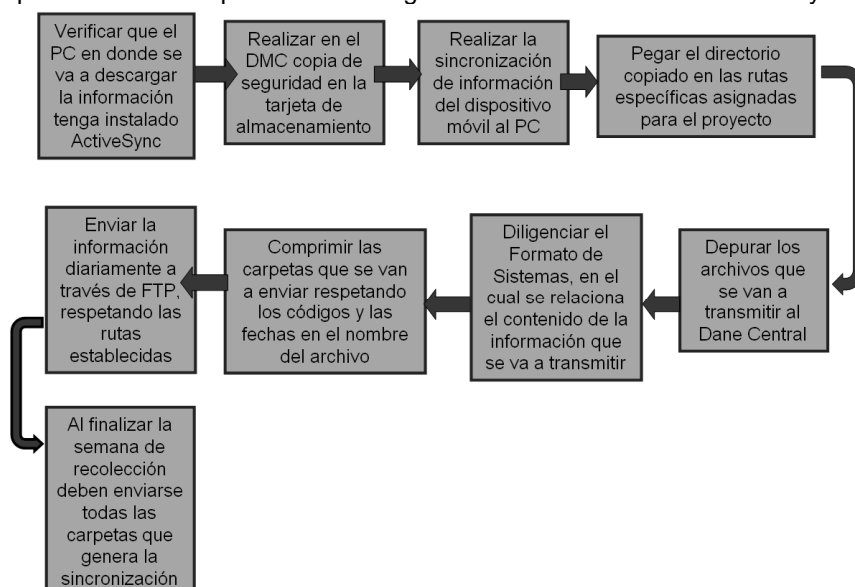 Verificar que el
PC en donde se
va a descargar
la información
tenga instalado
ActiveSync
Realizar en el
DMC copia de
seguridad en la
tarjeta de
almacenamiento
Realizar la
sincronización
de información
del dispositivo
móvil al PC
Pegar el directorio
copiado en las rutas
específicas asignadas
para el proyecto
Depurar los
archivos que
se van a
transmitir al
Dane Central
Diligenciar el
Formato de
Sistemas, en el
cual se relaciona
el contenido de la
información que
se va a transmitir
Comprimir las
carpetas que se van
a enviar respetando
los códigos y las
fechas en el nombre
del archivo
Enviar la
información
diariamente a
través de FTP,
respetando las
rutas
establecidas
Al finalizar la
semana de
recolección
deben enviarse
todas las
carpetas que
genera la
sincronización